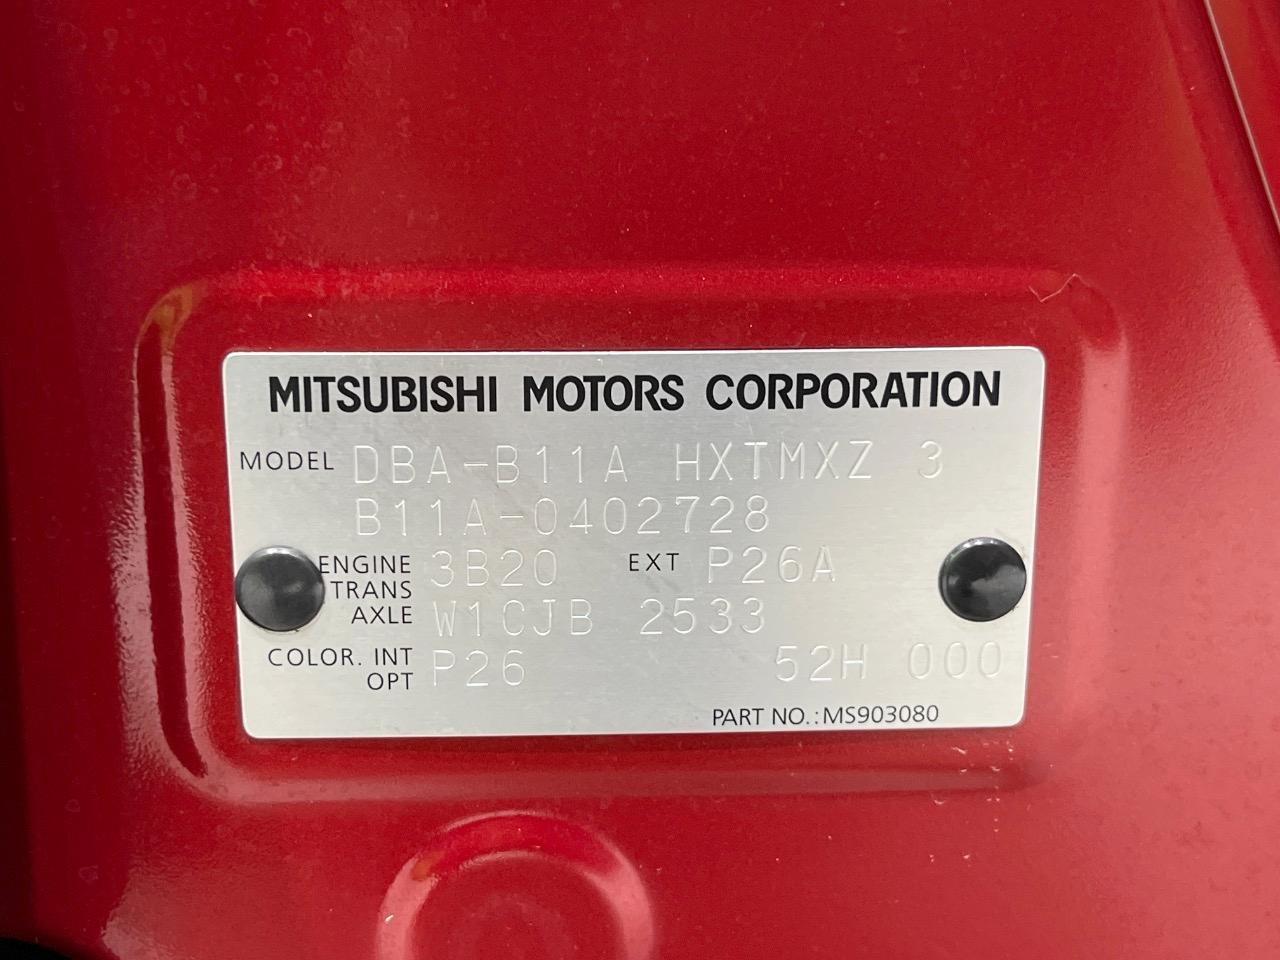 MITSUBISHI MOTORS CORPORATION
MODEL DBA-B11A HXTMXZ 3
B11A-0402728
ENGINE 3B20 EXT P26A
TRANS
AXLE W1CJB 2533
COLOR. INT P26 52H 000
OPT
PART NO.:MS903080